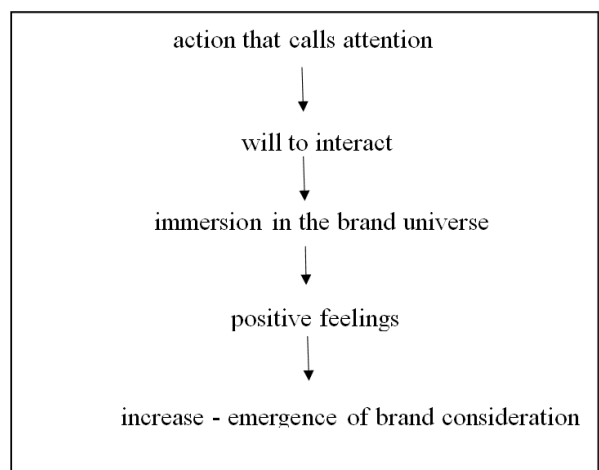 action that calls attention
will to interact
immersion in the brand universe
positive feelings
increase - emergence of brand consideration